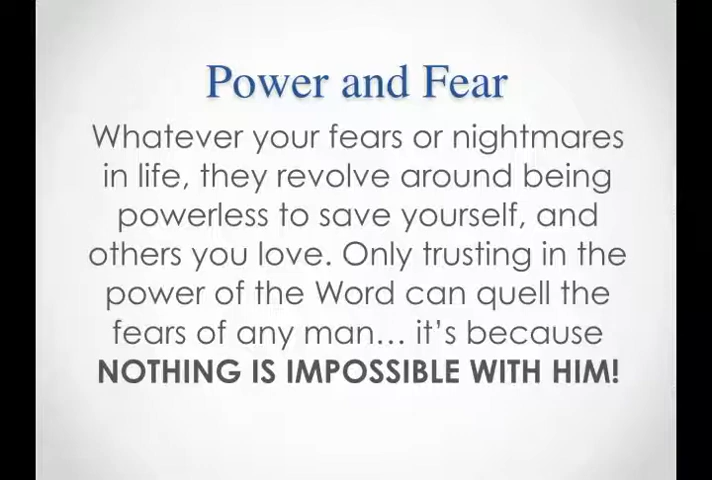 Power and Fear
Whatever your fears or nightmares
in life, they revolve around being
powerless to save yourself, and
others you love. Only trusting in the
power of the Word can quell the
fears of any man… it’s because
NOTHING IS IMPOSSIBLE WITH HIM!